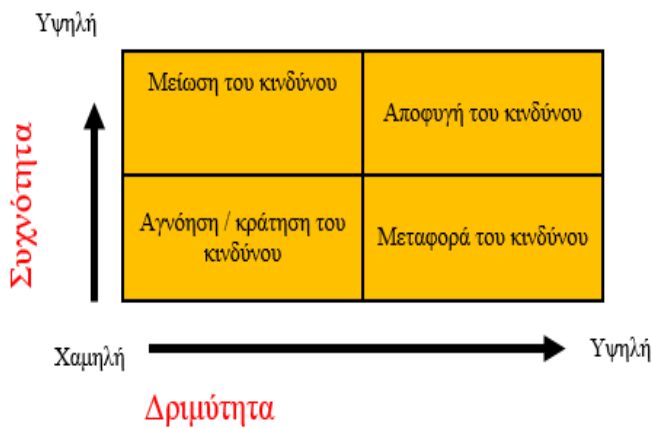 Υψηλή
Μείωση του κινδύνου
Αποφυγή του κινδύνου
Συχνότητα
Αγνόηση / κράτηση του
κινδύνου
Μεταφορά του κινδύνου
Χαμηλή
Υψηλή
Δριμύτητα